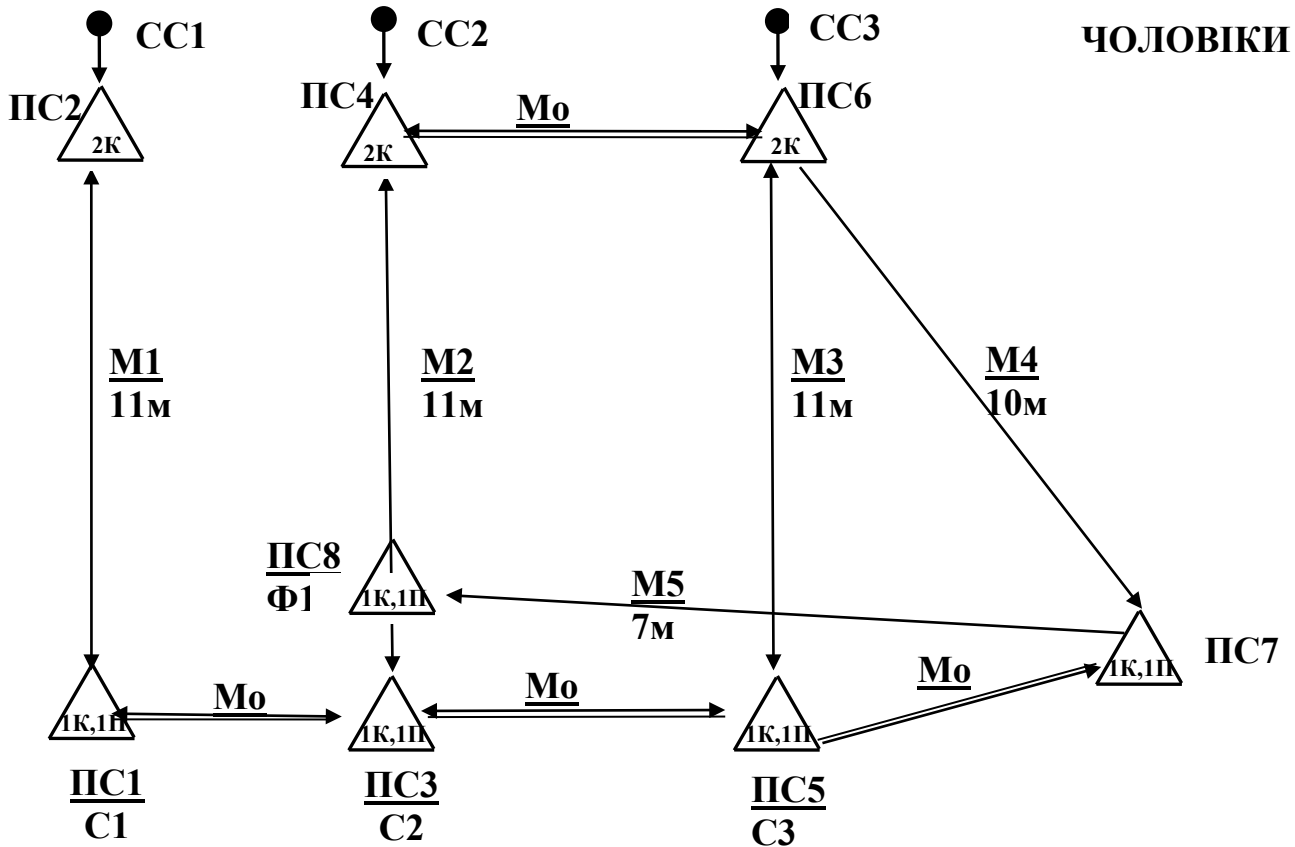 СС1
СС2
СС3
ЧОЛОВІКИ
ПС2
ПС4
Мо
ПС6
2К
2К
2К
М1
11м
М2
11м
М3
11м
М4
10м
ПС8
Ф1
1К,1П
М5
7м
ПС7
1К,1П
Мо
Мо
Мо
1К,1П
1К,1П
1К,1П
ПС1
С1
ПС3
С2
ПС5
С3